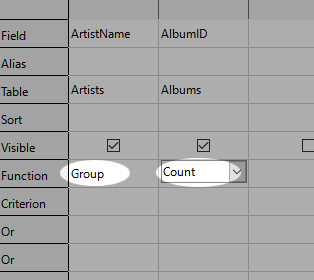 Field ArtistName AlbumID
Alias
Table Artists Albums
Sort
Visible
Function Group Count
Criterion
Or
Or